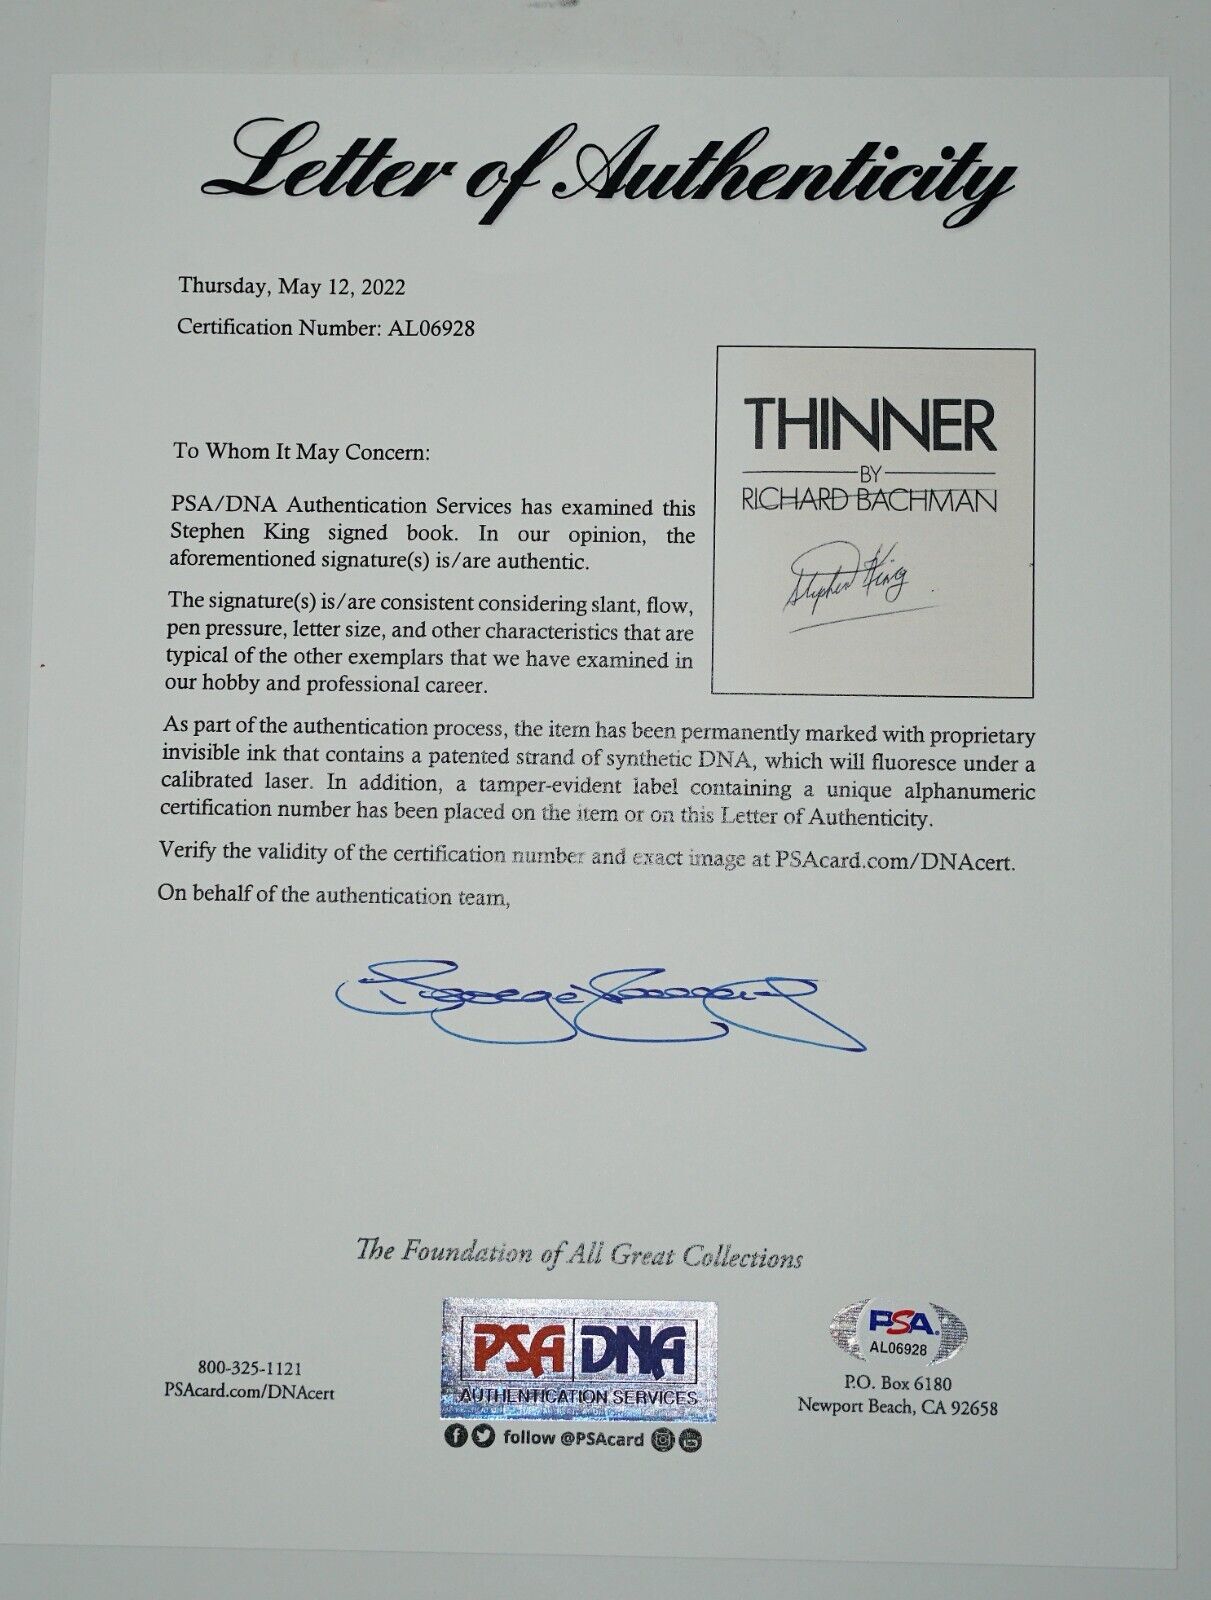 Letter of Authenticity
Thursday, May 12, 2022
Certification Number: AL06928
THINNER
BY
RICHARD BACHMAN
Stephen King
To Whom It May Concern:
PSA/DNA Authentication Services has examined this
Stephen King signed book. In our opinion, the
aforementioned signature(s) is/are authentic.
The signature(s) is/are consistent considering slant, flow,
pen pressure, letter size, and other characteristics that are
typical of the other exemplars that we have examined in
our hobby and professional career.
As part of the authentication process, the item has been permanently marked with proprietary
invisible ink that contains a patented strand of synthetic DNA, which will fluoresce under a
calibrated laser. In addition, a tamper-evident label containing a unique alphanumeric
certification number has been placed on the item or on this Letter of Authenticity.
Verify the validity of the certification number and exact image at PSAcard.com/DNAcert.
On behalf of the authentication team,
The Foundation of All Great Collections
800-325-1121
PSAcard.com/DNAcert
PSA DNA
AUTHENTICATION SERVICES
follow @PSAcard
PSA
AL06928
P.O. Box 6180
Newport Beach, CA 92658